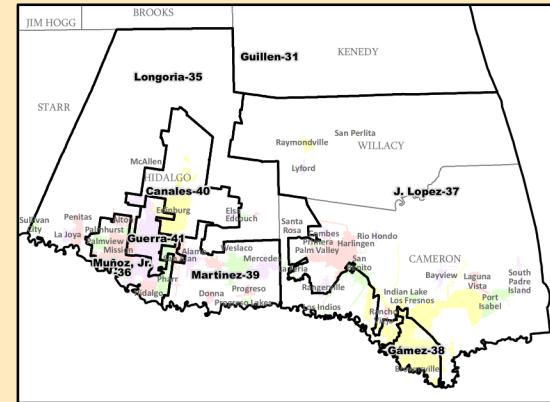 BROOKS
JIM HOGG
KENEDY
Guillen-31
Longoria-35
STARR
San Perlita
Raymondville
WILLACY
Lyford
McAllen
HIDALGO
Canales-40
J. Lopez-37
Edinburg
Elsa
Edcouch
Sullivan
City
Penitas
La Joya
Alton
Palmhurst
Palmview
Mission
Guerra-41
Santa
Rosa
Combes
Primera
Palm Valley
Harlingen
Rio Hondo
Weslaco
Mercedes
Alamo
San Juan
Muñoz, Jr.
-36
Pharr
Hidalgo
Martinez-39
Donna
Progreso
Progreso Lakes
San
Benito
CAMERON
Rangerville
Los Indios
Bayview
Laguna
Vista
South
Padre
Island
Indian Lake
Los Fresnos
Port
Isabel
Rancho
Viejo
Gámez-38
Brownsville